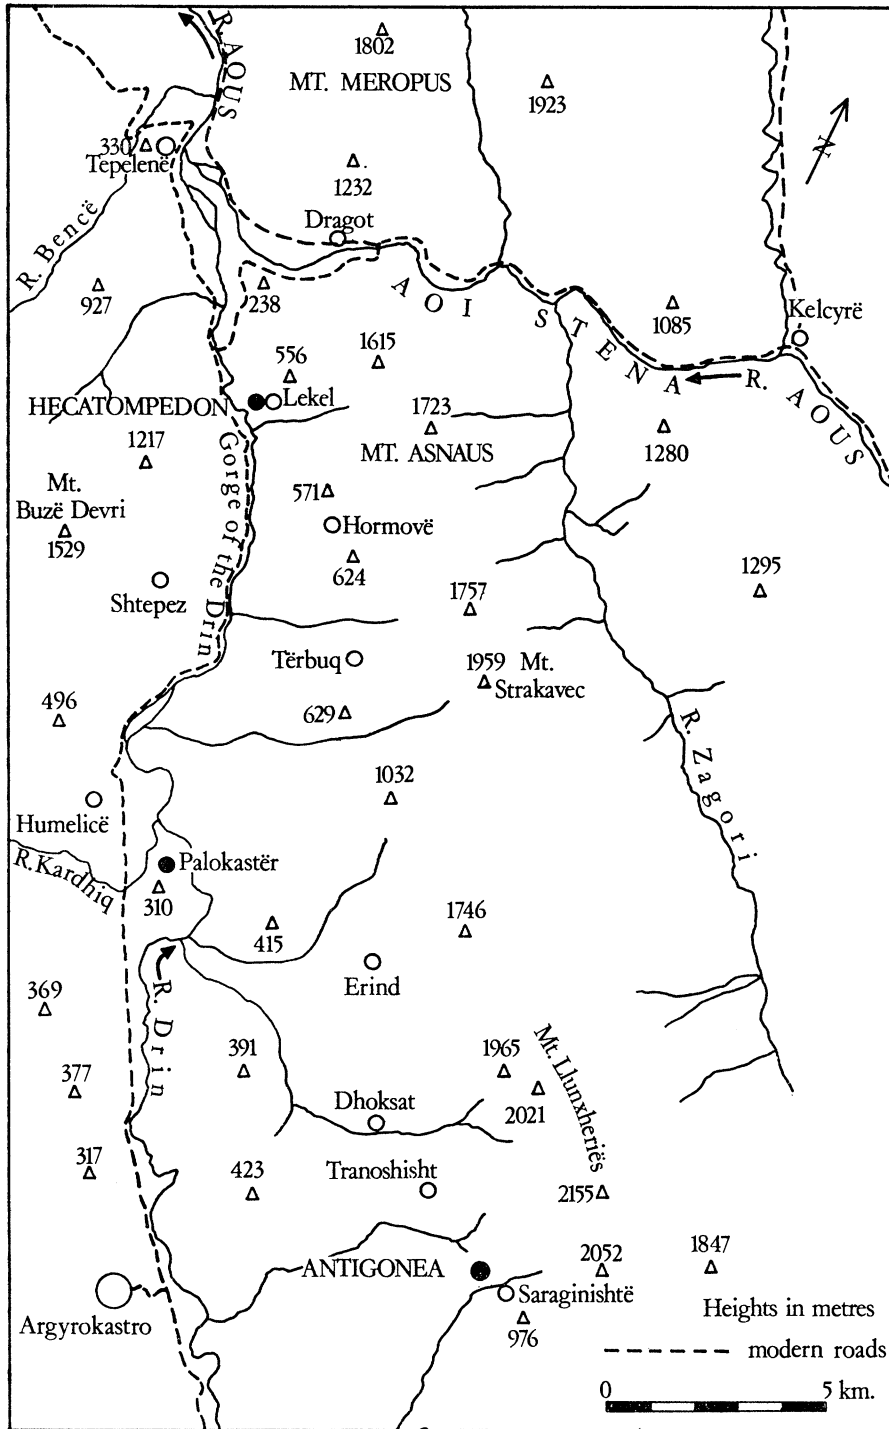 R. AOUS
1802
MT. MEROPUS
1923
N
330
Tepelenë
1232
Dragot
R. Bencë
927
238
AOI STENA
1085
Kelcyrë
1615
556
R. AOUS
HECATOMPEDON
Lekel
1723
1217
MT. ASNAUS
1280
Mt.
Buzë Devri
1529
571
Hormovë
624
Gorge of the Drin
1295
Shtepez
1757
Tërbuq
1959
Mt.
Strakavec
496
629
R. Zagori
1032
Humelicë
R. Kardhiq
Palokastër
310
415
1746
Erind
369
R. Drin
391
1965
Mt. Llunxheriës
377
2021
Dhoksat
317
423
Tranoshisht
2155
ANTIGONEA
2052
1847
Saraginishtë
976
Argyrokastro
Heights in metres
modern roads
0 5 km.